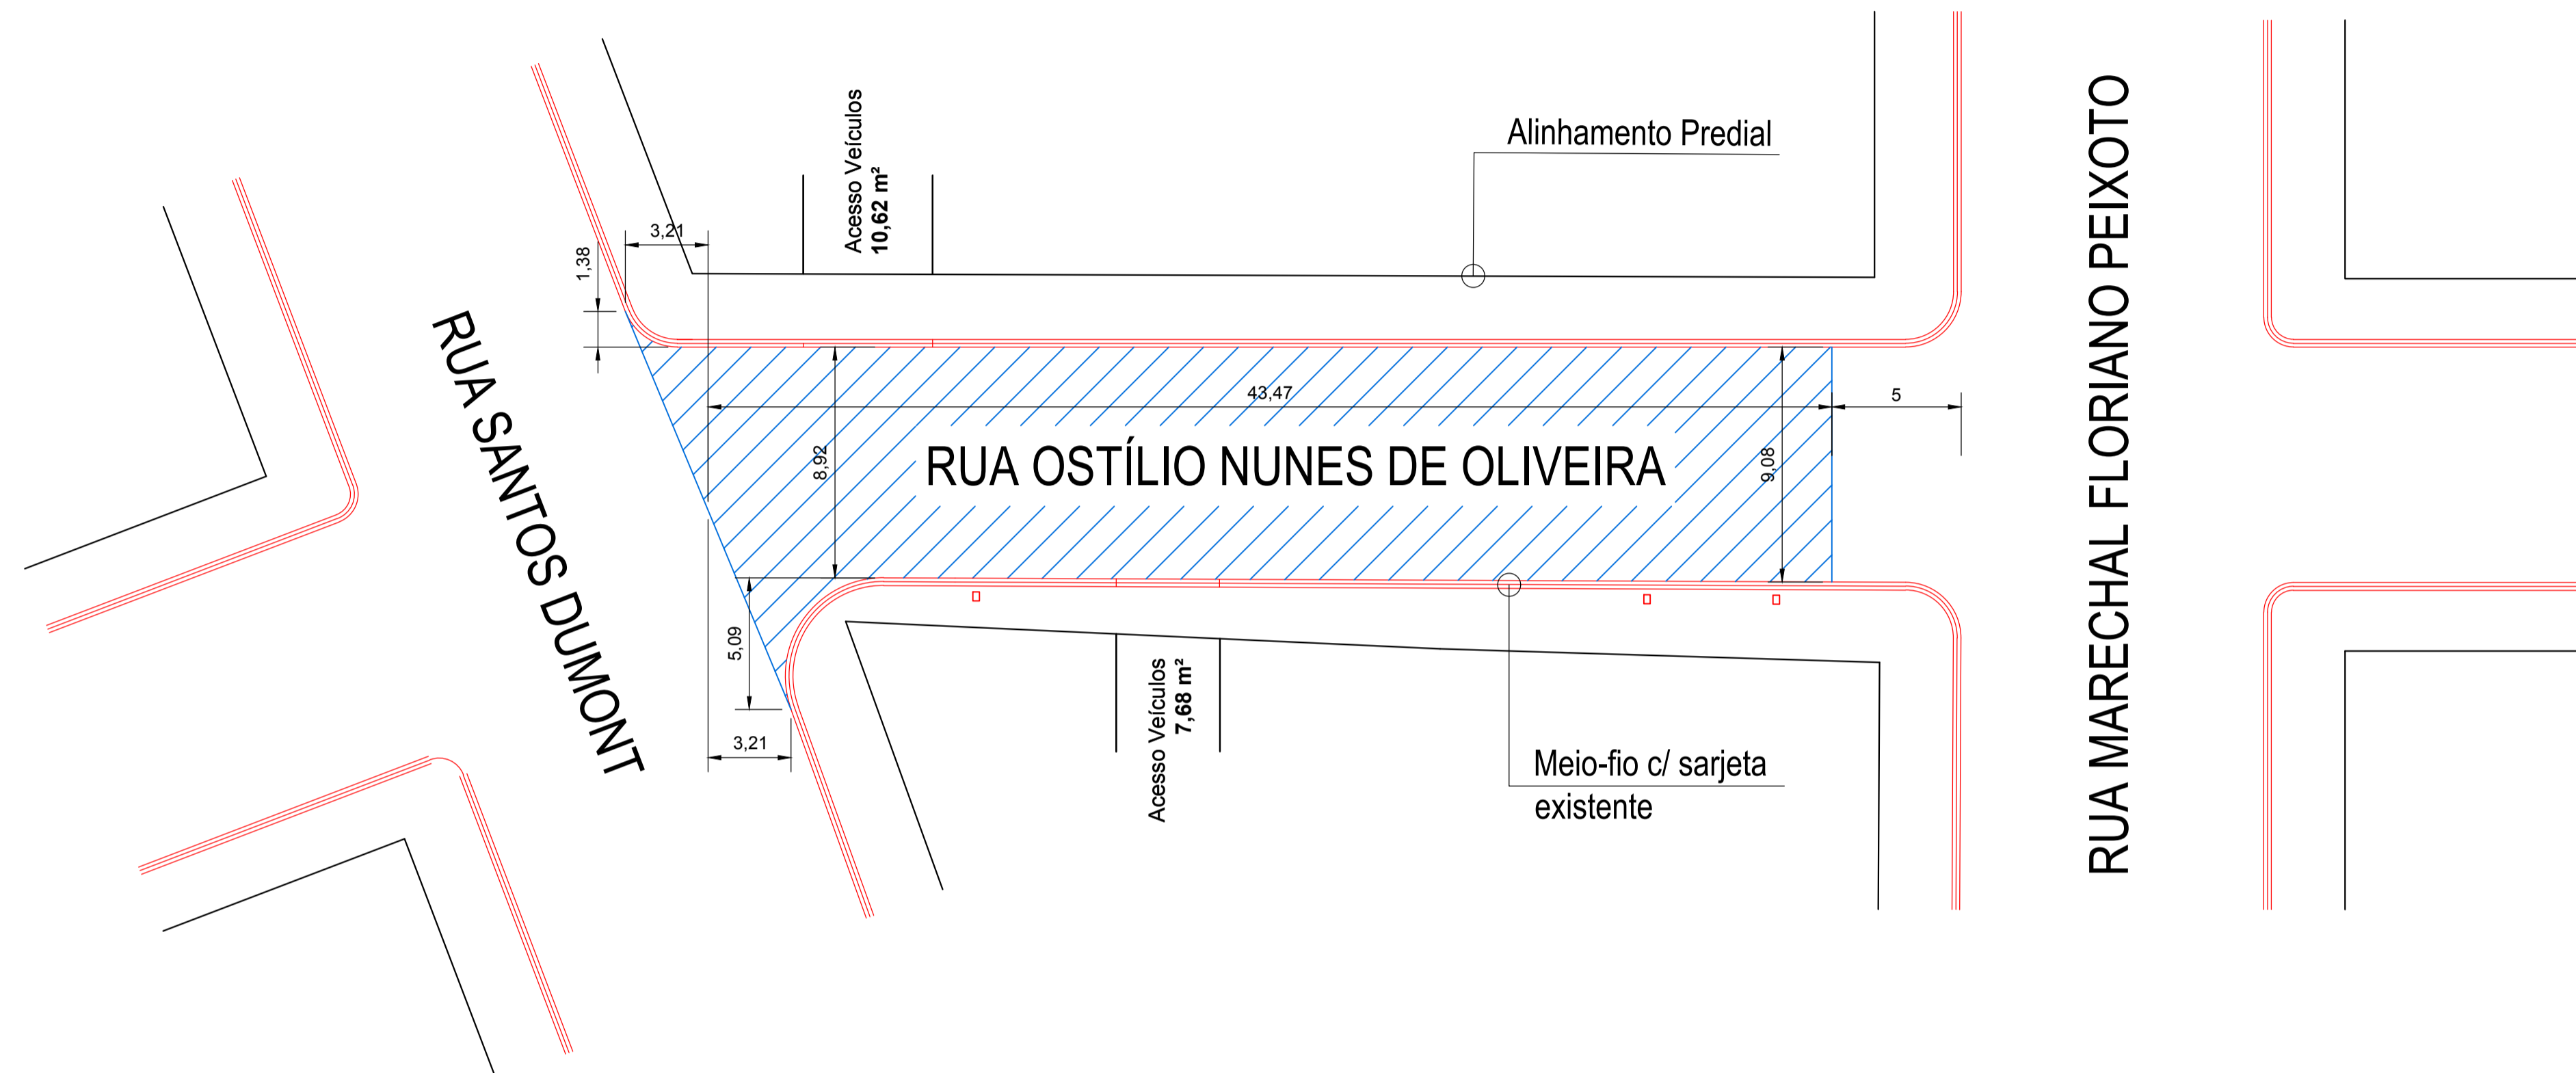 Acesso Veículos
10,62 m²
Alinhamento Predial
3,21
1,38
43,47
5
8,92
RUA OSTÍLIO NUNES DE OLIVEIRA
9,08
RUA SANTOS DUMONT
RUA MARECHAL FLORIANO PEIXOTO
5,09
3,21
Acesso Veículos
7,68 m²
Meio-fio c/ sarjeta
existente